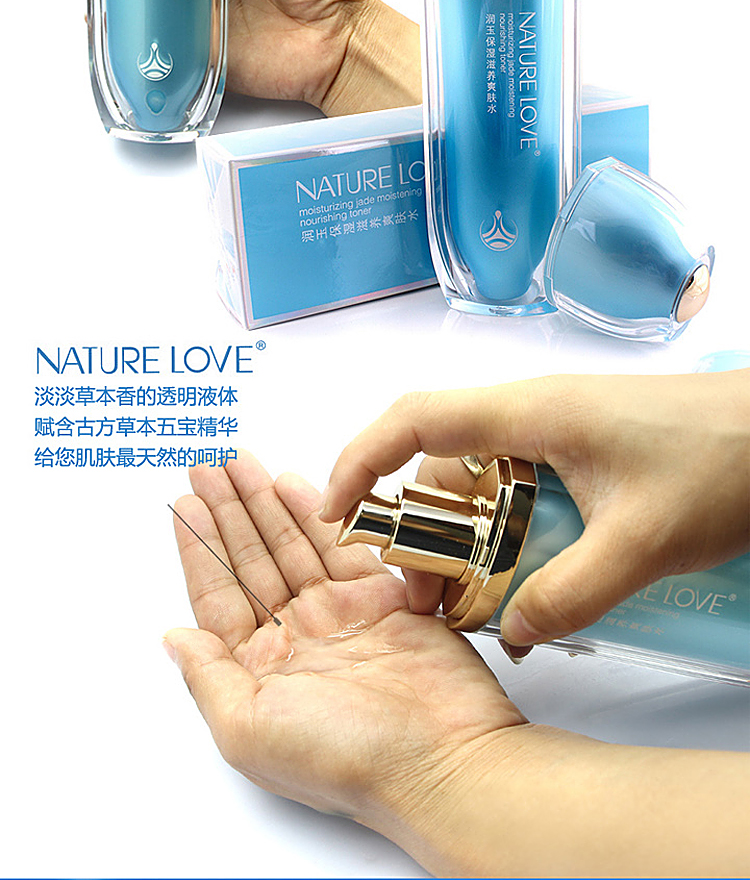 NATURE LOVE®
moisturizing jade moistening
nourishing toner
润玉保湿滋养爽肤水
NATURE LO
moisturizing jade moistening
nourishing toner
润玉保湿滋养爽肤水
NATURE LOVE®
淡淡草本香的透明液体
赋含古方草本五宝精华
给您肌肤最天然的呵护
RE LOVE®
de moistening